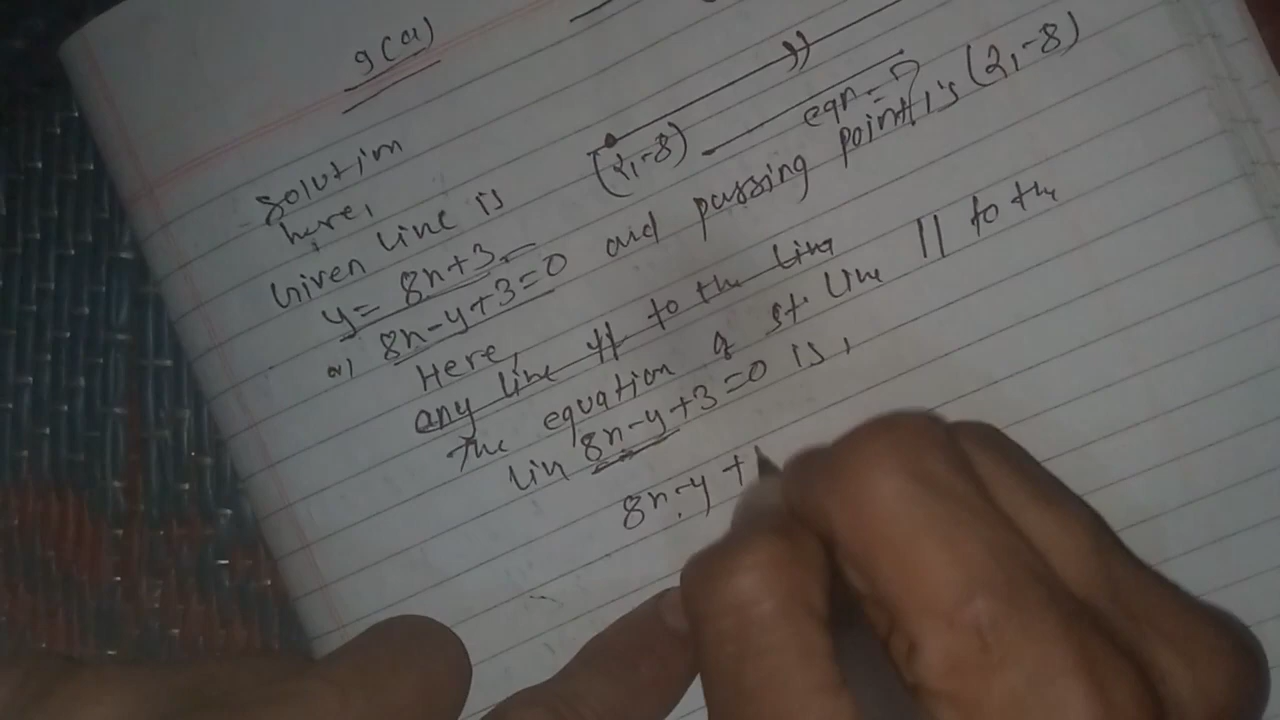 9(a)
Solution
here,
(2,-8)
eqn = ?
Given line is
y = 8x+3
or) 8x-y+3=0 and passing point is (2,-8)
Here,
any line || to the line
The equation of st. line || to the
lin 8x-y+3=0 is,
8x-y+